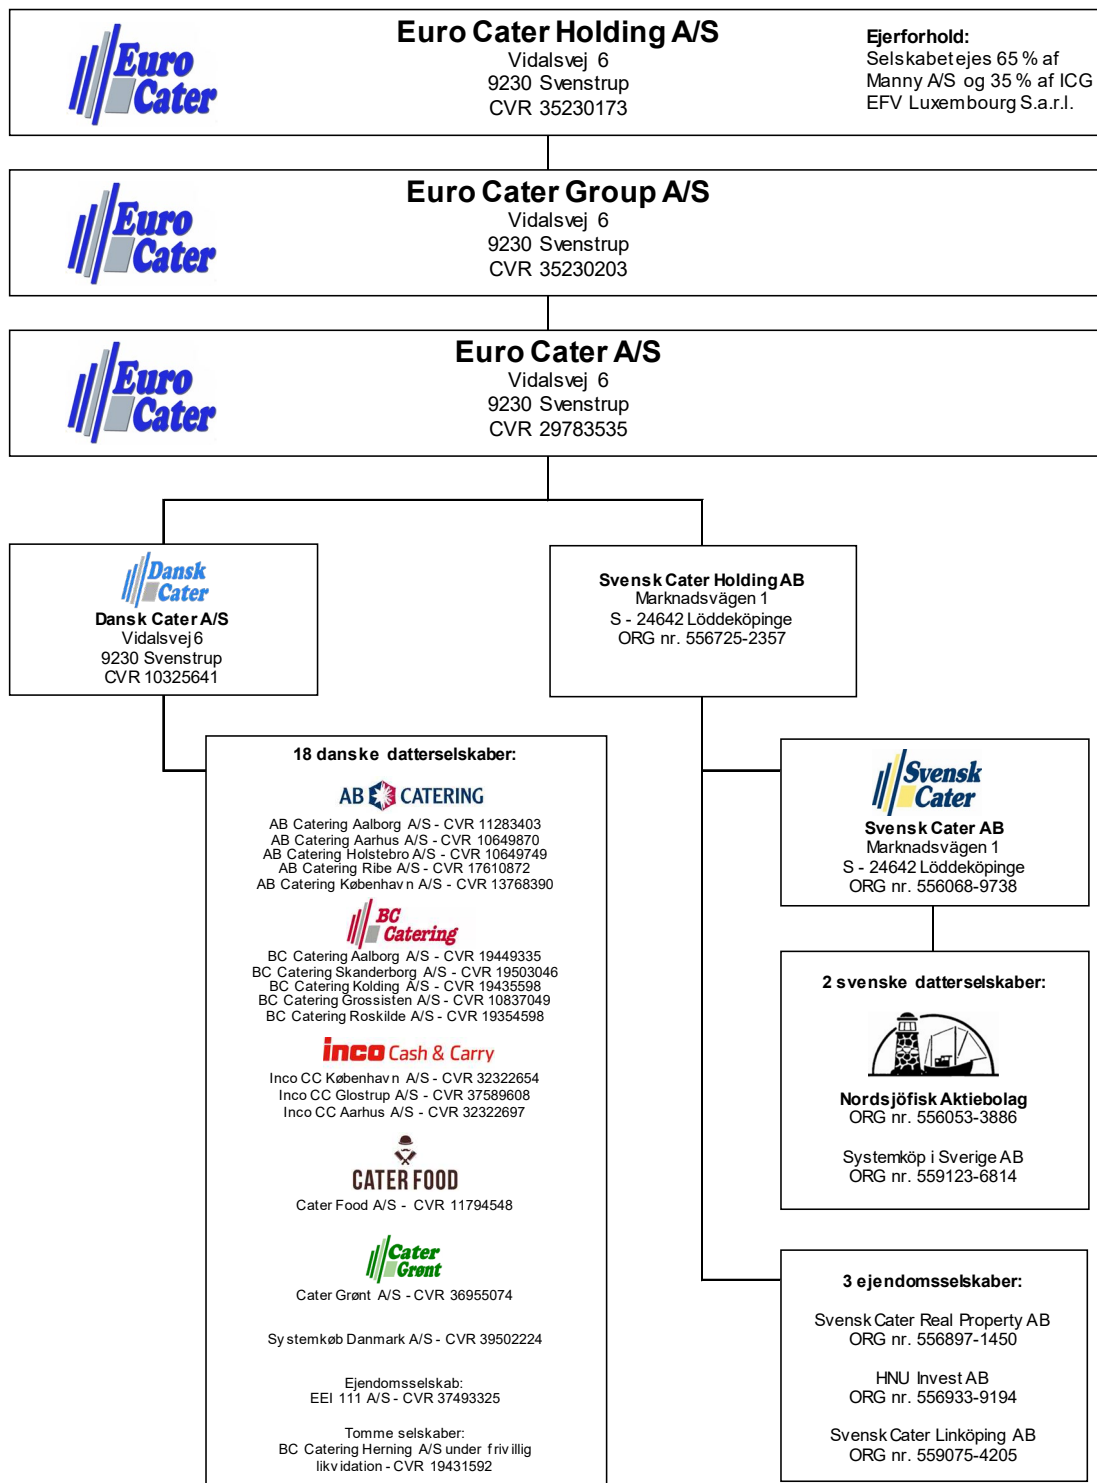 Euro
Cater
Euro Cater Holding A/S
Vidalsvej 6
9230 Svenstrup
CVR 35230173
Ejerforhold:
Selskabet ejes 65 % af
Manny A/S og 35 % af ICG
EFV Luxembourg S.a.r.l.
Euro
Cater
Euro Cater Group A/S
Vidalsvej 6
9230 Svenstrup
CVR 35230203
Euro
Cater
Euro Cater A/S
Vidalsvej 6
9230 Svenstrup
CVR 29783535
Dansk
Cater
Dansk Cater A/S
Vidalsvej 6
9230 Svenstrup
CVR 10325641
Svensk Cater Holding AB
Marknadsvägen 1
S - 24642 Löddeköpinge
ORG nr. 556725-2357
18 danske datterselskaber:
AB CATERING
AB Catering Aalborg A/S - CVR 11283403
AB Catering Aarhus A/S - CVR 10649870
AB Catering Holstebro A/S - CVR 10649749
AB Catering Ribe A/S - CVR 17610872
AB Catering København A/S - CVR 13768390
BC
Catering
BC Catering Aalborg A/S - CVR 19449335
BC Catering Skanderborg A/S - CVR 19503046
BC Catering Kolding A/S - CVR 19435598
BC Catering Grossisten A/S - CVR 10837049
BC Catering Roskilde A/S - CVR 19354598
inco Cash & Carry
Inco CC København A/S - CVR 32322654
Inco CC Glostrup A/S - CVR 37589608
Inco CC Aarhus A/S - CVR 32322697
CATER FOOD
Cater Food A/S - CVR 11794548
Cater
Grønt
Cater Grønt A/S - CVR 36955074
Systemkøb Danmark A/S - CVR 39502224
Ejendomsselskab:
EEI 111 A/S - CVR 37493325
Tomme selskaber:
BC Catering Herning A/S under frivillig
likvidation - CVR 19431592
Svensk
Cater
Svensk Cater AB
Marknadsvägen 1
S - 24642 Löddeköpinge
ORG nr. 556068-9738
2 svenske datterselskaber:
Nordsjöfisk Aktiebolag
ORG nr. 556053-3886
Systemköp i Sverige AB
ORG nr. 559123-6814
3 ejendomsselskaber:
Svensk Cater Real Property AB
ORG nr. 556897-1450
HNU Invest AB
ORG nr. 556933-9194
Svensk Cater Linköping AB
ORG nr. 559075-4205